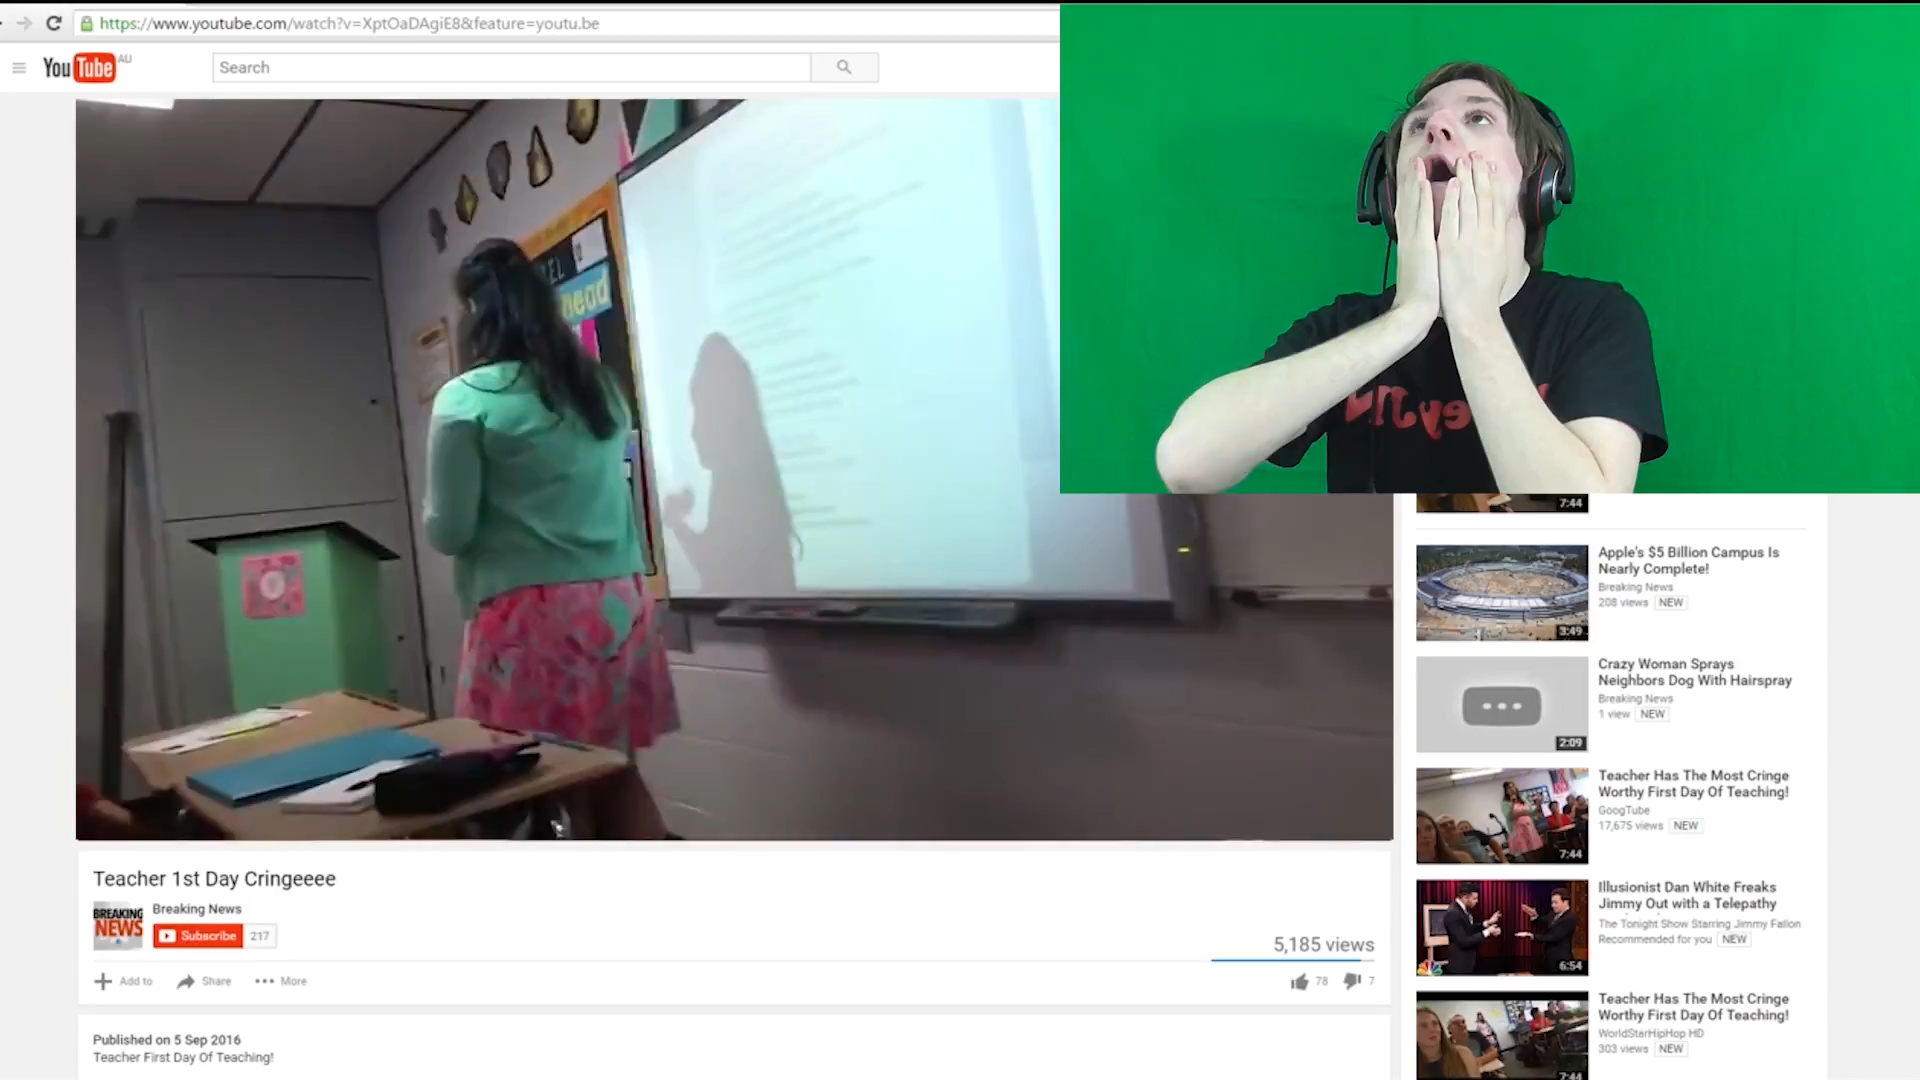 https://www.youtube.com/watch?v=XptOaDAgiE8&feature=youtu.be
YouTube AU
Search
Read
7:44
Apple's $5 Billion Campus Is
Nearly Complete!
Breaking News
208 views NEW
3:49
Crazy Woman Sprays
Neighbors Dog With Hairspray
Breaking News
1 view NEW
2:09
Teacher Has The Most Cringe
Worthy First Day Of Teaching!
GoogTube
17,675 views NEW
7:44
Illusionist Dan White Freaks
Jimmy Out with a Telepathy
The Tonight Show Starring Jimmy Fallon
Recommended for you NEW
6:54
Teacher Has The Most Cringe
Worthy First Day Of Teaching!
WorldStarHipHop HD
303 views NEW
7:44
Teacher 1st Day Cringeeee
BREAKING
NEWS
Breaking News
Subscribe 217
5,185 views
Add to Share More
78 7
Published on 5 Sep 2016
Teacher First Day Of Teaching!